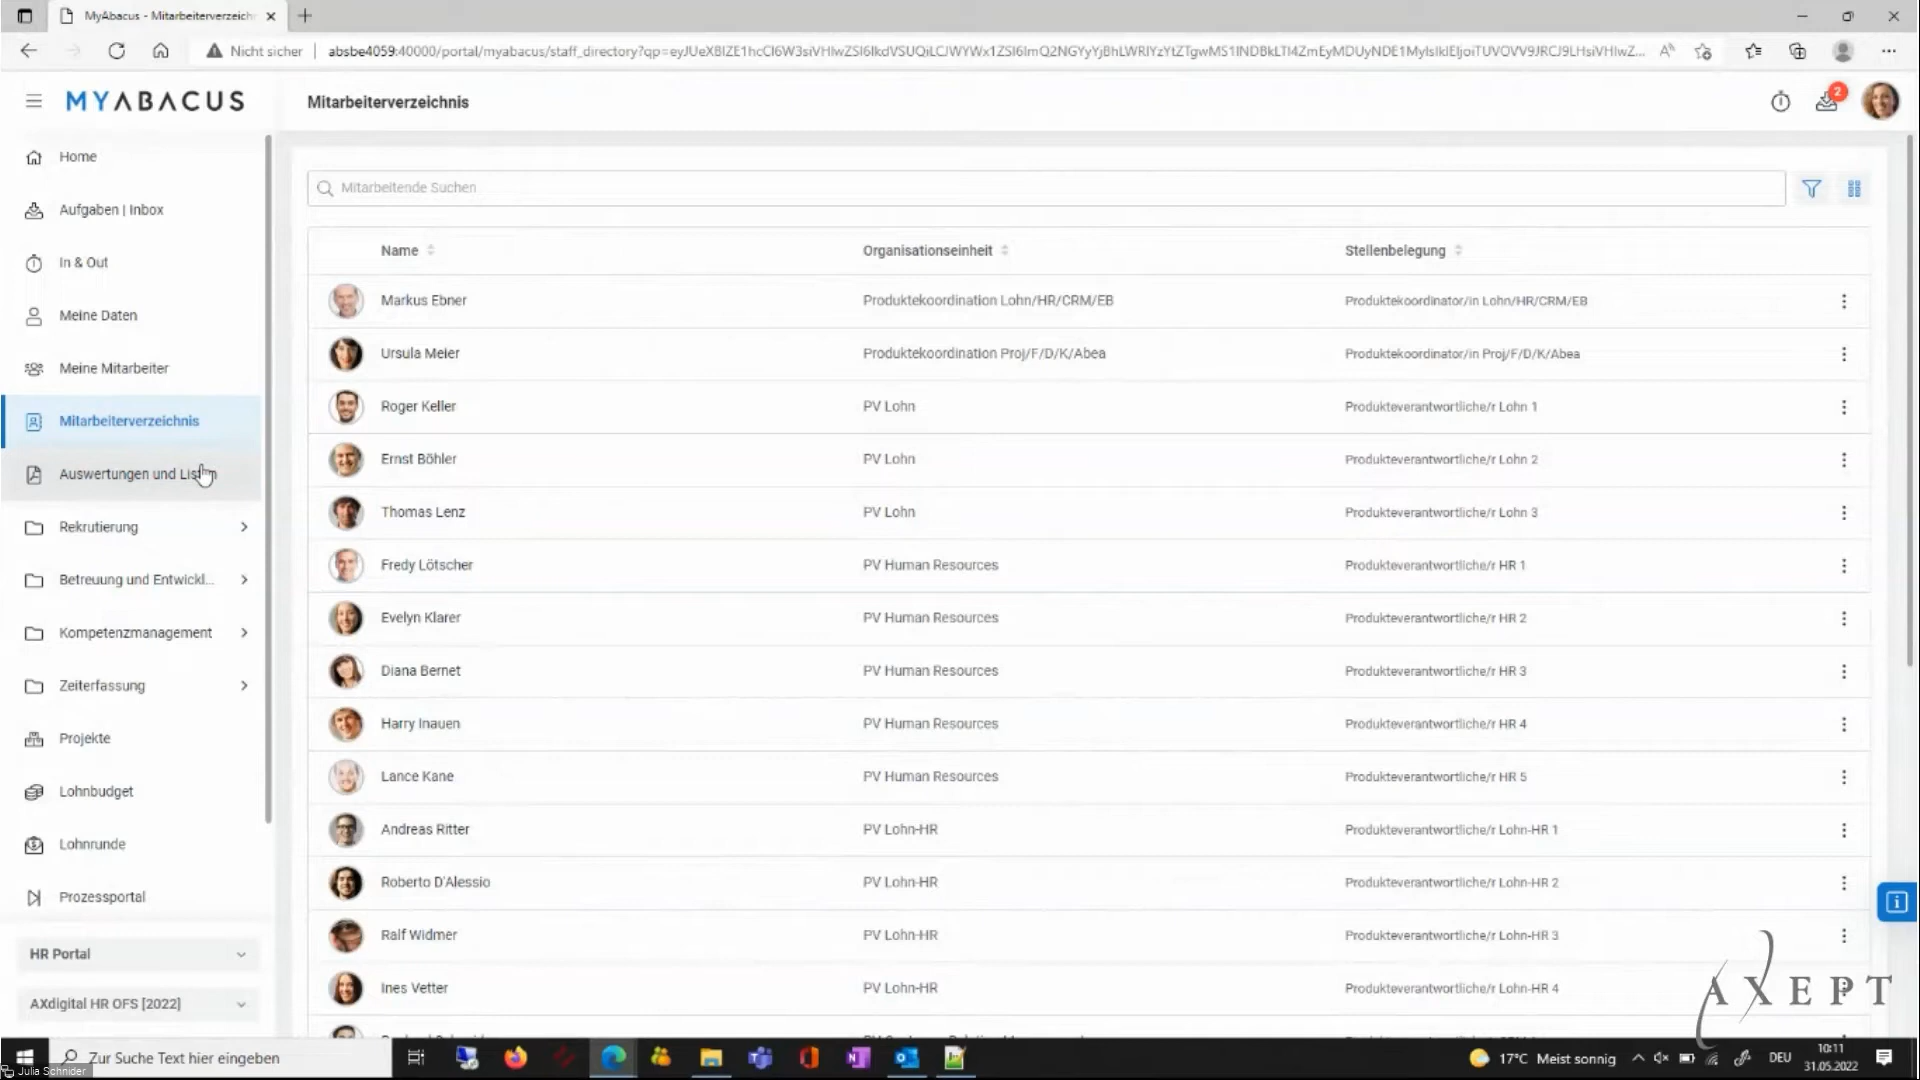 MyAbacus - Mitarbeiterverzeich
Nicht sicher
MYABACUS
Mitarbeiterverzeichnis
2
Home
Aufgaben | Inbox
In & Out
Meine Daten
Meine Mitarbeiter
Mitarbeiterverzeichnis
Auswertungen und Listen
Rekrutierung
Betreuung und Entwickl...
Kompetenzmanagement
Zeiterfassung
Projekte
Lohnbudget
Lohnrunde
Prozessportal
HR Portal
AXdigital HR OFS [2022]
Mitarbeitende Suchen
Name Organisationseinheit Stellenbelegung
Markus Ebner Produktekoordination Lohn/HR/CRM/EB Produktekoordinator/in Lohn/HR/CRM/EB
Ursula Meier Produktekoordination Proj/F/D/K/Abea Produktekoordinator/in Proj/F/D/K/Abea
Roger Keller PV Lohn Produkteverantwortliche/r Lohn 1
Ernst Böhler PV Lohn Produkteverantwortliche/r Lohn 2
Thomas Lenz PV Lohn Produkteverantwortliche/r Lohn 3
Fredy Lötscher PV Human Resources Produkteverantwortliche/r HR 1
Evelyn Klarer PV Human Resources Produkteverantwortliche/r HR 2
Diana Bernet PV Human Resources Produkteverantwortliche/r HR 3
Harry Inauen PV Human Resources Produkteverantwortliche/r HR 4
Lance Kane PV Human Resources Produkteverantwortliche/r HR 5
Andreas Ritter PV Lohn-HR Produkteverantwortliche/r Lohn-HR 1
Roberto D'Alessio PV Lohn-HR Produkteverantwortliche/r Lohn-HR 2
Ralf Widmer PV Lohn-HR Produkteverantwortliche/r Lohn-HR 3
Ines Vetter PV Lohn-HR Produkteverantwortliche/r Lohn-HR 4
AXEPT
Zur Suche Text hier eingeben
17°C Meist sonnig
DEU
10:11
31.05.2022
Julia Schnider